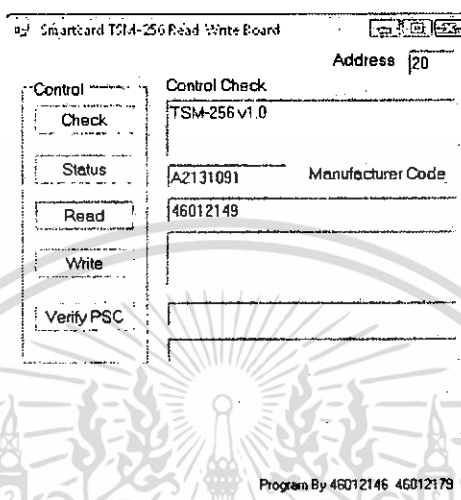 Smartcard TSM-256 Read Write Board
Address 20
Control
Control Check
Check
TSM-256 v1.0
Status
A2131091
Manufacturer Code
Read
46012149
Write
Verify PSC
Program By 46012146 46012179